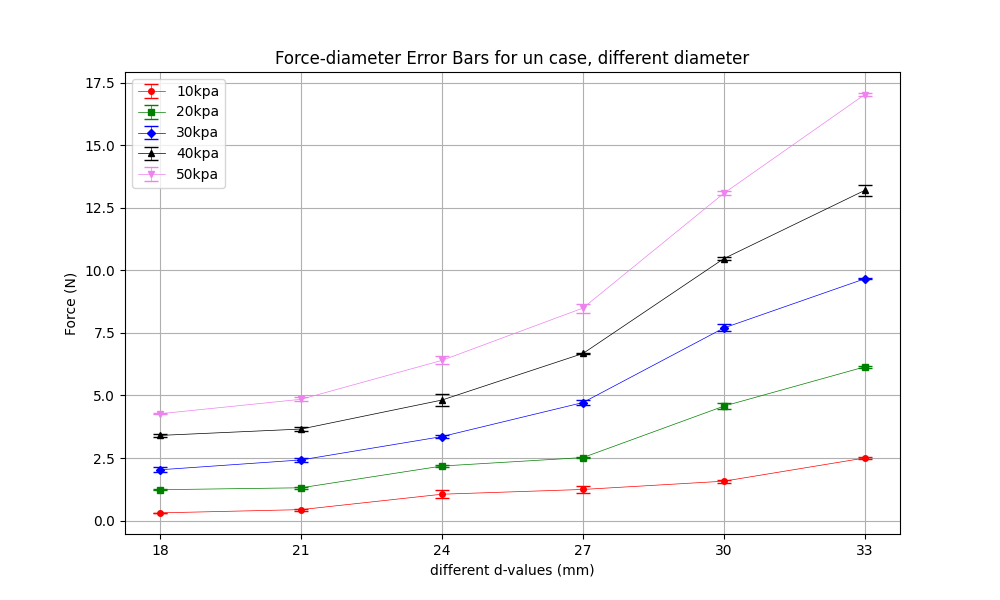 Force-diameter Error Bars for un case, different diameter
17.5
15.0
12.5
10.0
7.5
5.0
2.5
0.0
Force (N)
10kpa
20kpa
30kpa
40kpa
50kpa
18 21 24 27 30 33
different d-values (mm)